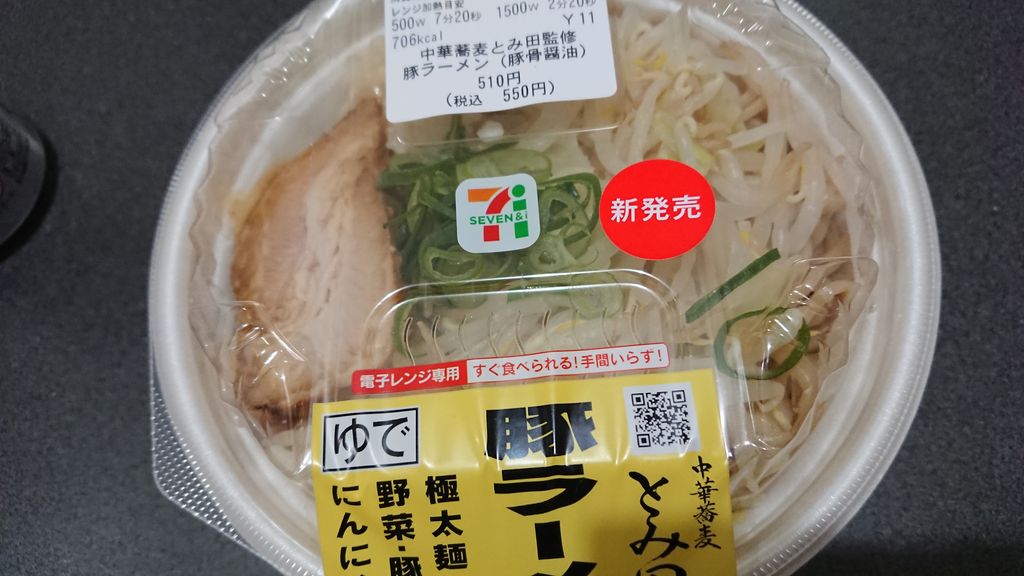 レンジ加熱目安
500W 7分20秒 1500W 2分20秒
706kcal Y 11
中華蕎麦とみ田監修
豚ラーメン（豚骨醤油）
510円
（税込 550円）
SEVEN&i
新発売
電子レンジ専用 すぐ食べられる！手間いらず！
ゆで
豚ラー
中華蕎麦
とみ
極太麺
野菜・豚
にんに